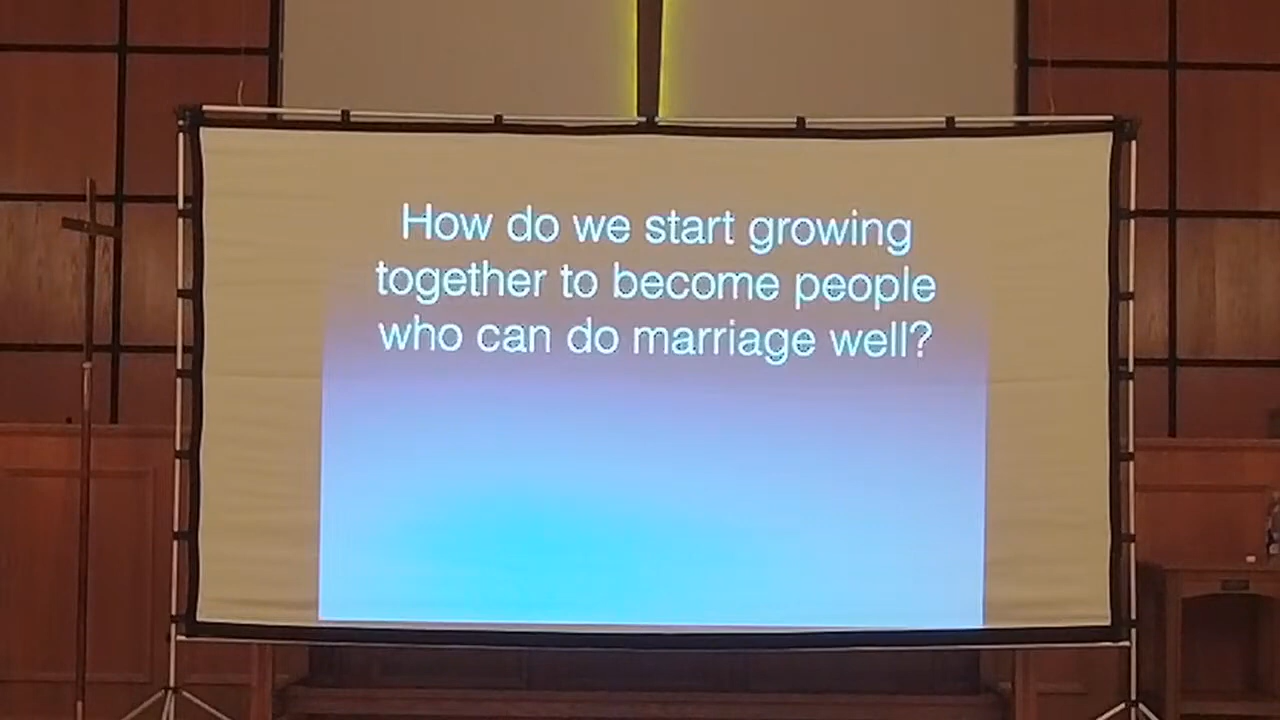 How do we start growing
together to become people
who can do marriage well?